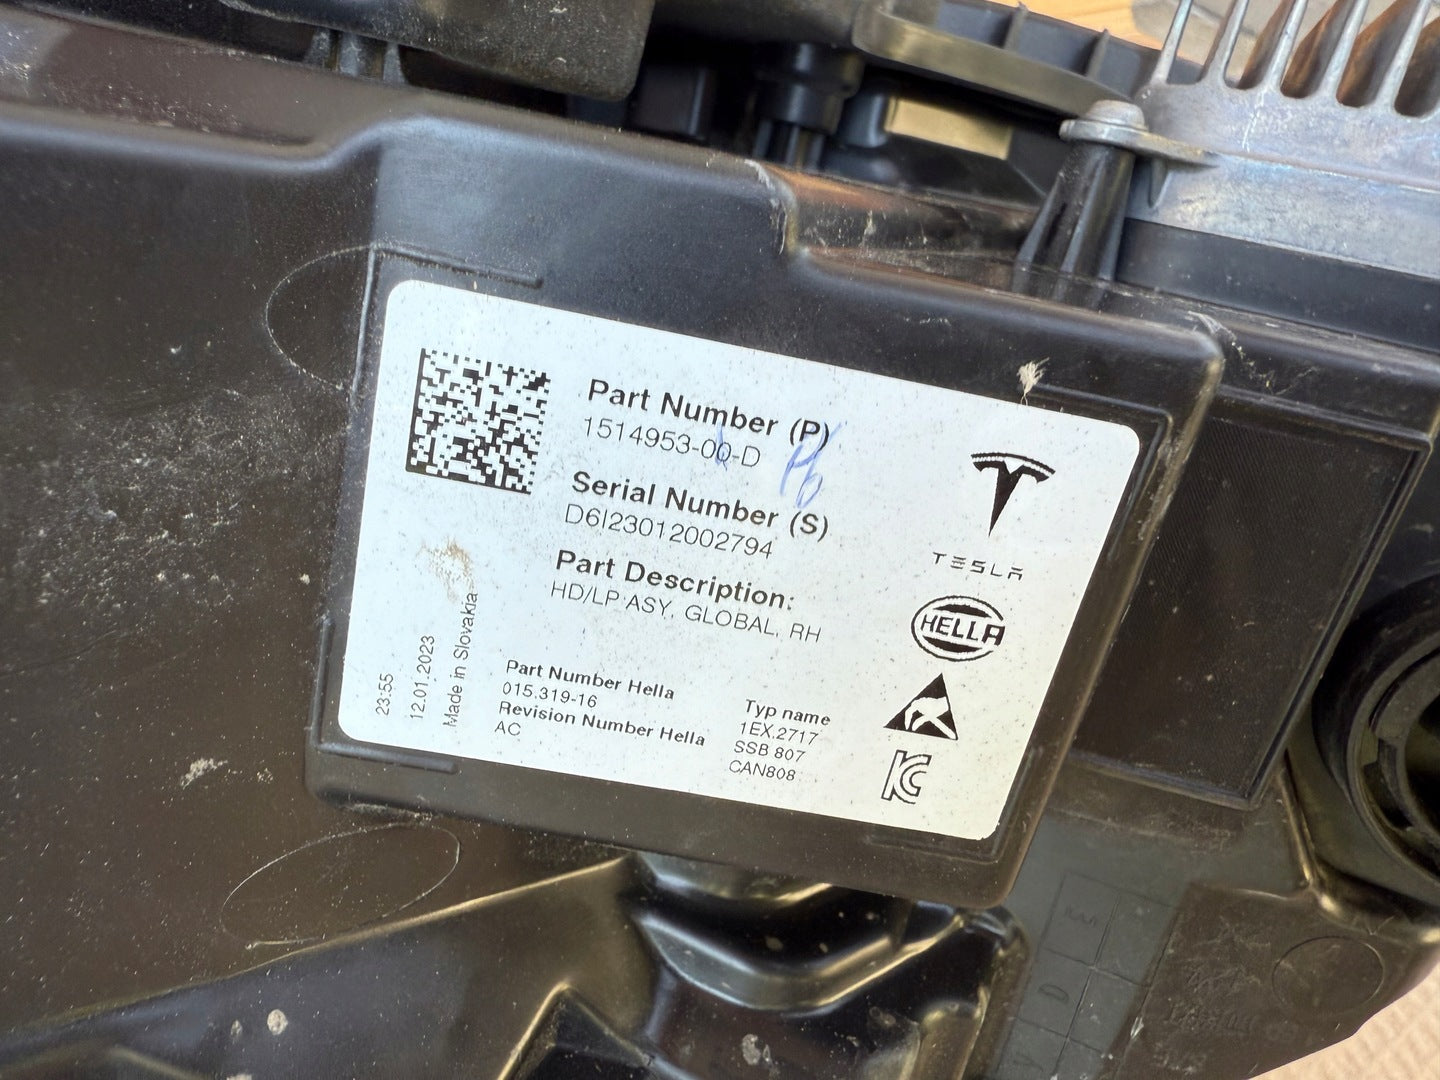 Part Number (P)
1514953-00-D
Serial Number (S)
D6I23012002794
Part Description:
HD/LP ASY, GLOBAL, RH
TESLA
HELLA
23:55
12.01.2023
Made in Slovakia
Part Number Hella
015.319-16
Revision Number Hella
AC
Typ name
1EX.2717
SSB 807
CAN808